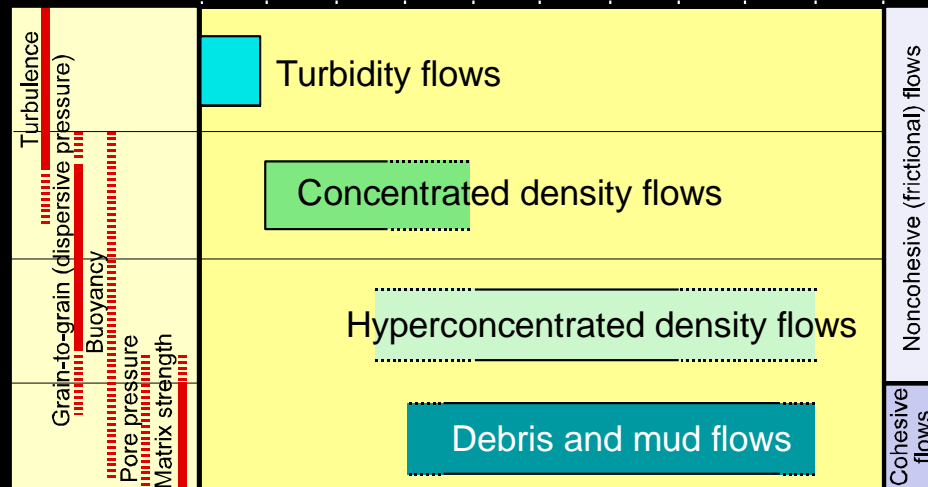 Turbulence
Grain-to-grain (dispersive pressure)
Buoyancy
Pore pressure
Matrix strength
Turbidity flows
Concentrated density flows
Hyperconcentrated density flows
Debris and mud flows
Noncohesive (frictional) flows
Cohesive
flows